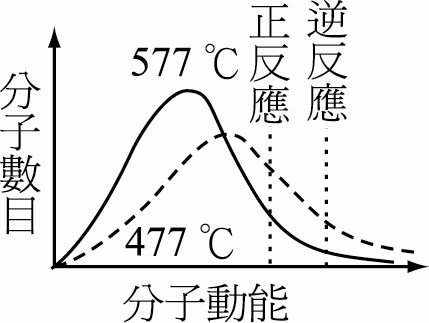 577 ℃
正反應
逆反應
分子數目
477 ℃
分子動能